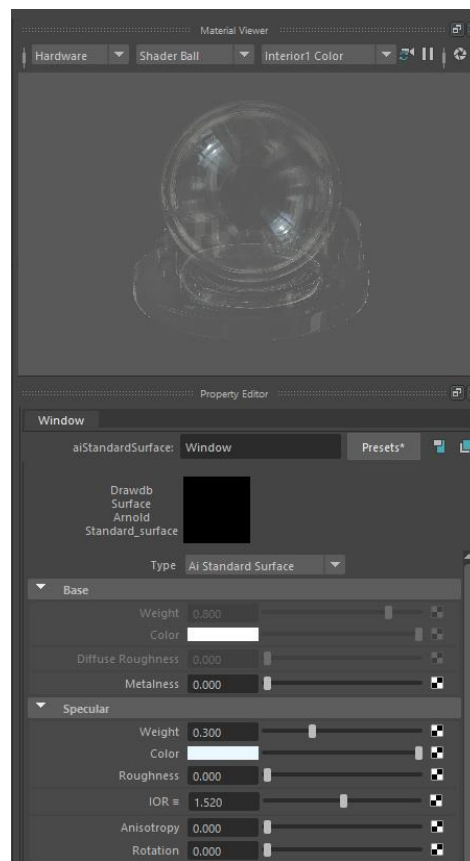 Material Viewer
Hardware Shader Ball Interior1 Color
Property Editor
Window
aiStandardSurface: Window Presets*
Drawdb
Surface
Arnold
Standard_surface
Type Ai Standard Surface
Base
Weight 0.800
Color
Diffuse Roughness 0.000
Metalness 0.000
Specular
Weight 0.300
Color
Roughness 0.000
IOR ≡ 1.520
Anisotropy 0.000
Rotation 0.000